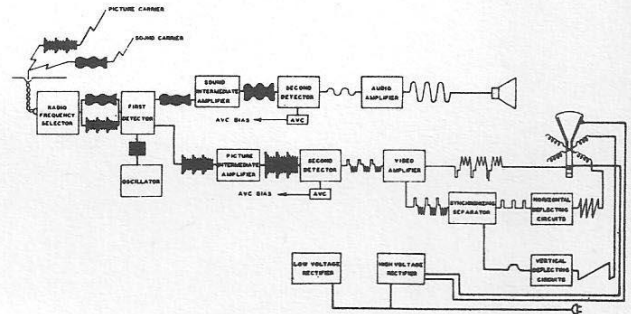 PICTURE CARRIER
SOUND CARRIER
RADIO
FREQUENCY
SELECTOR
FIRST
DETECTOR
OSCILLATOR
SOUND
INTERMEDIATE
AMPLIFIER
SECOND
DETECTOR
AUDIO
AMPLIFIER
AVC BIAS
AVC
PICTURE
INTERMEDIATE
AMPLIFIER
SECOND
DETECTOR
VIDEO
AMPLIFIER
AVC BIAS
AVC
SYNCHRONIZING
SEPARATOR
HORIZONTAL
DEFLECTING
CIRCUITS
LOW VOLTAGE
RECTIFIER
HIGH VOLTAGE
RECTIFIER
VERTICAL
DEFLECTING
CIRCUITS